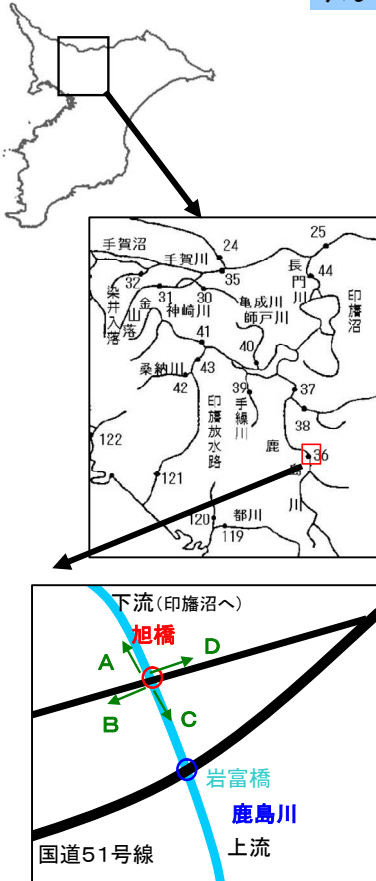 手賀沼
手賀川
24
25
長門川
44
印旛沼
染井入落
32
31
金山落
神崎川
30
35
亀成川
師戸川
41
40
桑納川
43
42
39
手繰川
37
38
印旛放水路
鹿島川
36
122
121
120
都川
119
下流(印旛沼へ)
旭橋
A
D
B
C
岩富橋
鹿島川
国道51号線
上流